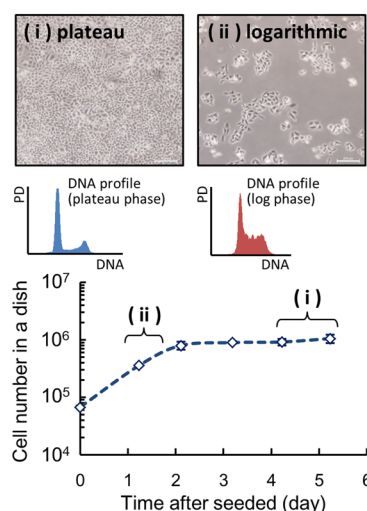 ( i ) plateau
( ii ) logarithmic
DNA profile
(plateau phase)
PD
DNA
DNA profile
(log phase)
PD
DNA
Cell number in a dish
10⁷
10⁶
10⁵
10⁴
( ii )
( i )
0 1 2 3 4 5 6
Time after seeded (day)